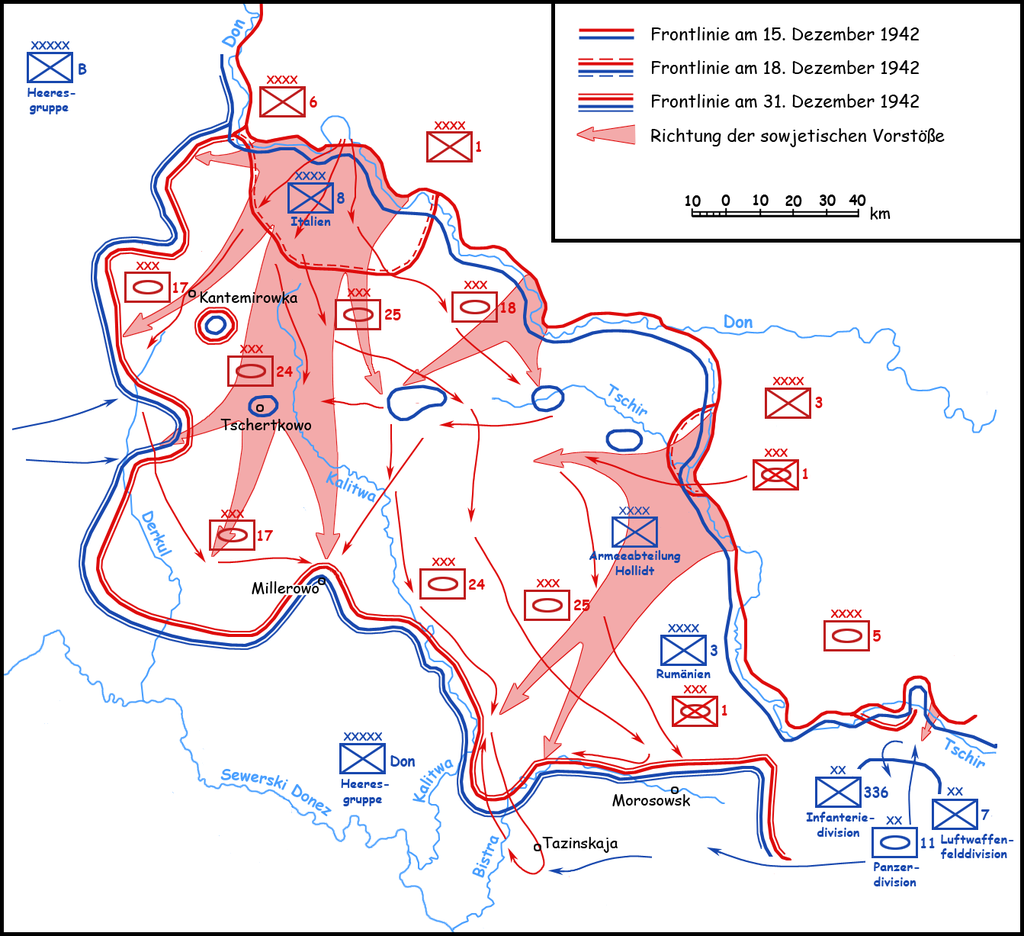 Frontlinie am 15. Dezember 1942
Frontlinie am 18. Dezember 1942
Frontlinie am 31. Dezember 1942
Richtung der sowjetischen Vorstöße
10 0 10 20 30 40
km
Don
XXXXX
B
Heeres-
gruppe
XXXX
6
XXXX
1
XXXX
8
Italien
XXX
17
Kantemirowka
XXX
25
XXX
18
Don
XXX
24
Tschertkowo
Tschir
XXXX
3
XXX
1
Kalitwa
XXXX
Armeeabteilung
Hollidt
Derkul
XXX
17
Millerowo
XXX
24
XXX
25
XXXX
3
Rumänien
XXXX
5
XXX
1
XXXXX
Don
Heeres-
gruppe
Sewerski Donez
Kalitwa
Morosowsk
Tschir
XX
336
Infanterie-
division
XX
7
Luftwaffen-
felddivision
XX
11
Panzer-
division
Tazinskaja
Bistra